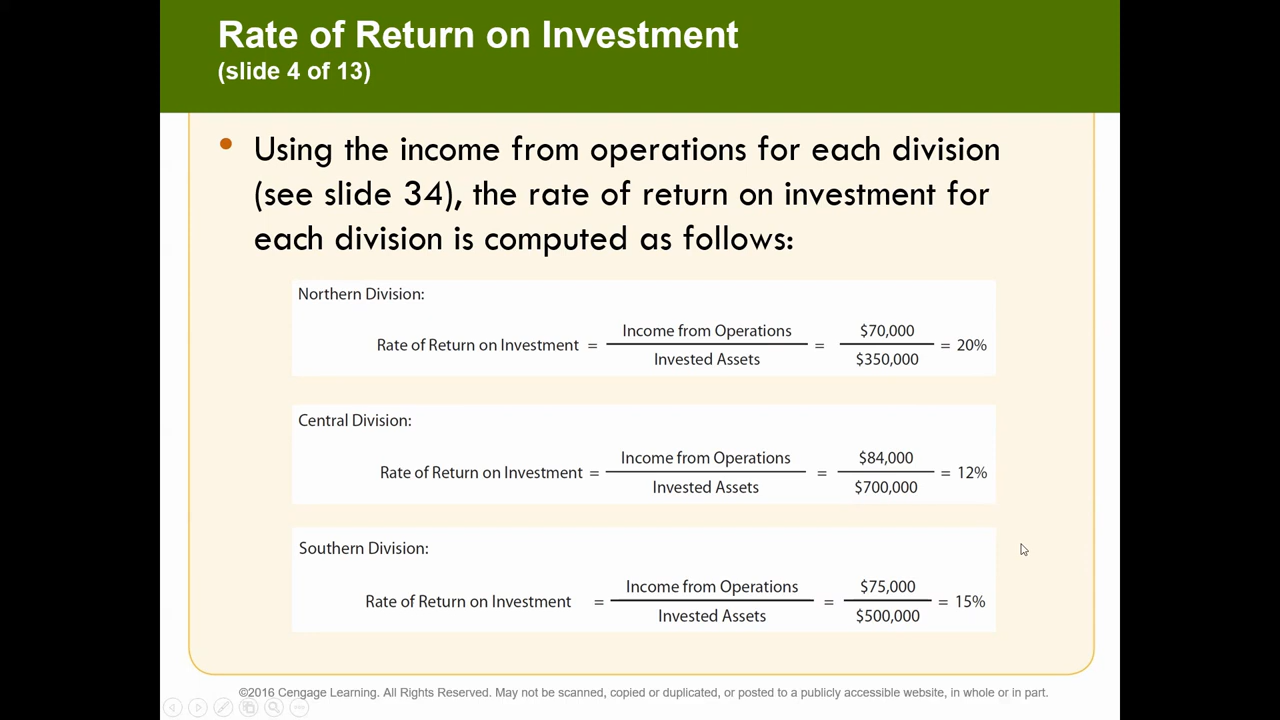 Rate of Return on Investment
(slide 4 of 13)
• Using the income from operations for each division
(see slide 34), the rate of return on investment for
each division is computed as follows:
Northern Division:
Rate of Return on Investment = Income from Operations / Invested Assets = $70,000 / $350,000 = 20%
Central Division:
Rate of Return on Investment = Income from Operations / Invested Assets = $84,000 / $700,000 = 12%
Southern Division:
Rate of Return on Investment = Income from Operations / Invested Assets = $75,000 / $500,000 = 15%
©2016 Cengage Learning. All Rights Reserved. May not be scanned, copied or duplicated, or posted to a publicly accessible website, in whole or in part.